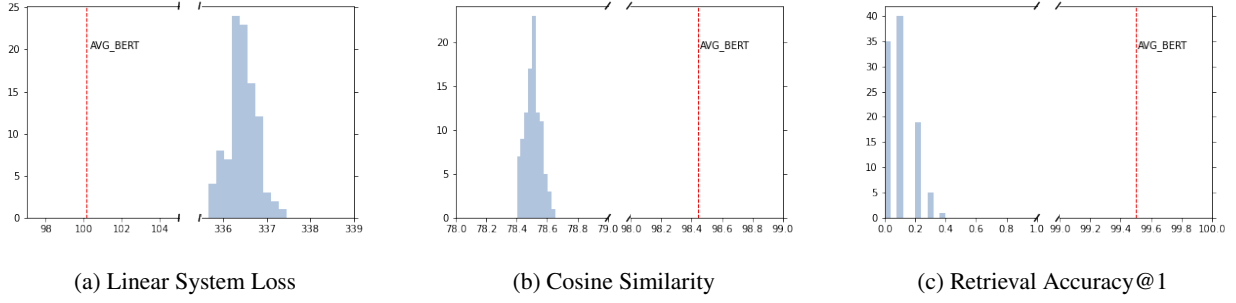 25
20
15
10
5
0
AVG_BERT
98 100 102 104 336 337 338 339
(a) Linear System Loss
20
15
10
5
0
AVG_BERT
78.0 78.2 78.4 78.6 78.8 79.0 98.0 98.2 98.4 98.6 98.8 99.0
(b) Cosine Similarity
40
35
30
25
20
15
10
5
0
AVG_BERT
0.0 0.2 0.4 0.6 0.8 1.0 99.0 99.2 99.4 99.6 99.8 100.0
(c) Retrieval Accuracy@1